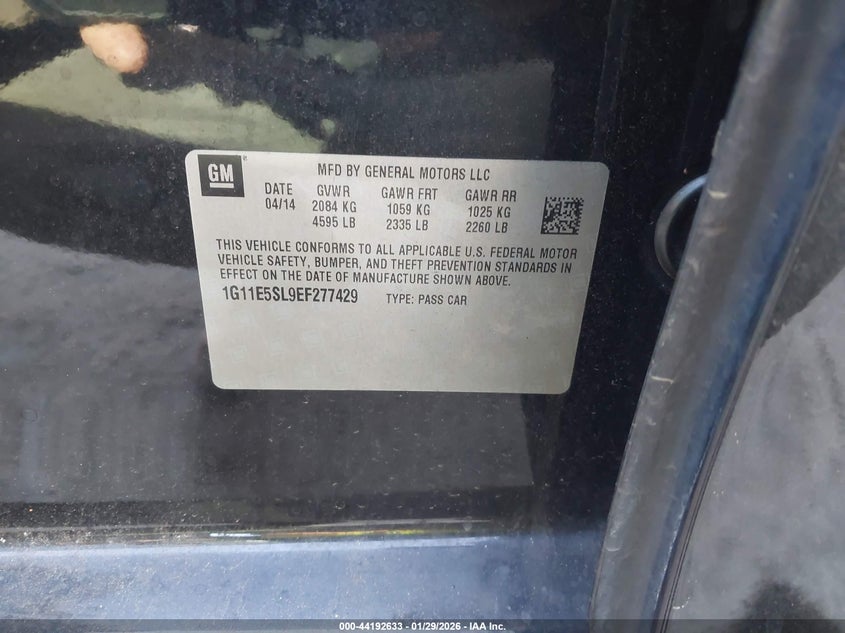 GM
MFD BY GENERAL MOTORS LLC
DATE GVWR GAWR FRT GAWR RR
04/14 2084 KG 1059 KG 1025 KG
4595 LB 2335 LB 2260 LB
THIS VEHICLE CONFORMS TO ALL APPLICABLE U.S. FEDERAL MOTOR
VEHICLE SAFETY, BUMPER, AND THEFT PREVENTION STANDARDS IN
EFFECT ON THE DATE OF MANUFACTURE SHOWN ABOVE.
1G11E5SL9EF277429 TYPE: PASS CAR
000-44192633 - 01/29/2026 - IAA Inc.